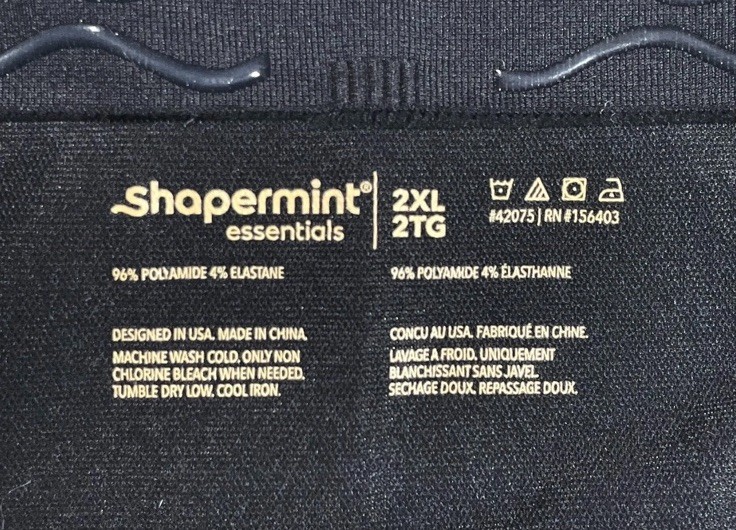 Shapermint®
essentials
2XL
2TG
#42075 | RN #156403
96% POLYAMIDE 4% ELASTANE
96% POLYAMIDE 4% ÉLASTHANNE
DESIGNED IN USA. MADE IN CHINA.
MACHINE WASH COLD, ONLY NON
CHLORINE BLEACH WHEN NEEDED.
TUMBLE DRY LOW, COOL IRON.
CONCU AU USA. FABRIQUÉ EN CHINE.
LAVAGE A FROID, UNIQUEMENT
BLANCHISSANT SANS JAVEL.
SECHAGE DOUX, REPASSAGE DOUX.